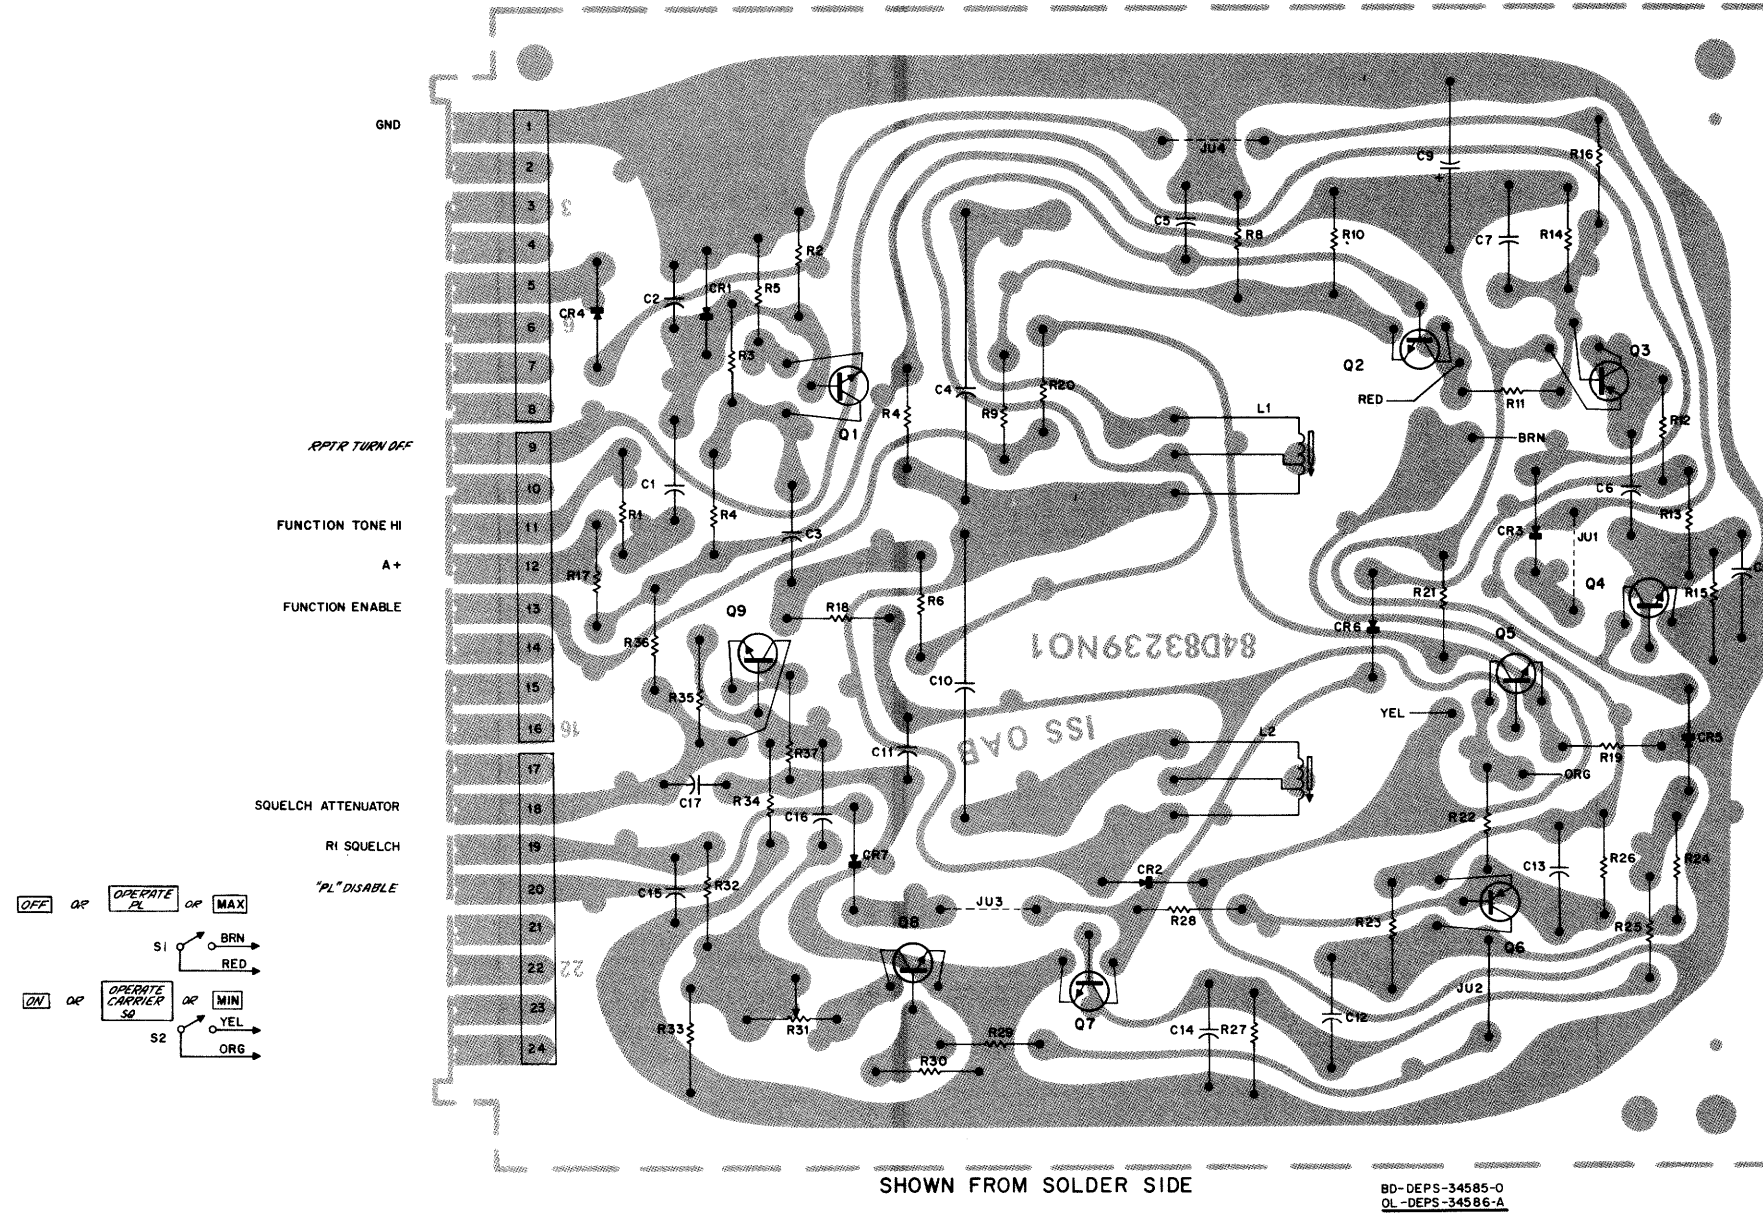 GND
1
2
3
3
4
5
6
6
7
8
RPTR TURN OFF
9
10
FUNCTION TONE HI
11
A+
12
FUNCTION ENABLE
13
14
15
16
16
17
SQUELCH ATTENUATOR
18
RI SQUELCH
19
"PL" DISABLE
20
21
22
22
23
24
OFF OR OPERATE PL OR MAX
S1
BRN
RED
ON OR OPERATE CARRIER SQ OR MIN
S2
YEL
ORG
JU4
C9
+
R16
C5
R8
R10
C7
R14
R2
C2
CR1
R5
CR4
R3
Q1
R4
C4
R9
R20
L1
Q2
RED
Q3
R11
R12
BRN
C1
R1
R4
C3
R17
CR3
JU1
C6
R13
Q4
R15
C
R36
Q9
R18
R6
84D83239N01
CR6
R21
Q5
R35
C10
YEL
R37
C11
ISS OAB
L2
R19
CR5
ORG
C17
R34
C16
R22
CR7
CR2
C13
R26
R24
C15
R32
JU3
R28
R23
R25
Q8
Q6
JU2
Q7
R33
R31
R29
R30
C14
R27
C12
SHOWN FROM SOLDER SIDE
BD-DEPS-34585-O
OL-DEPS-34586-A